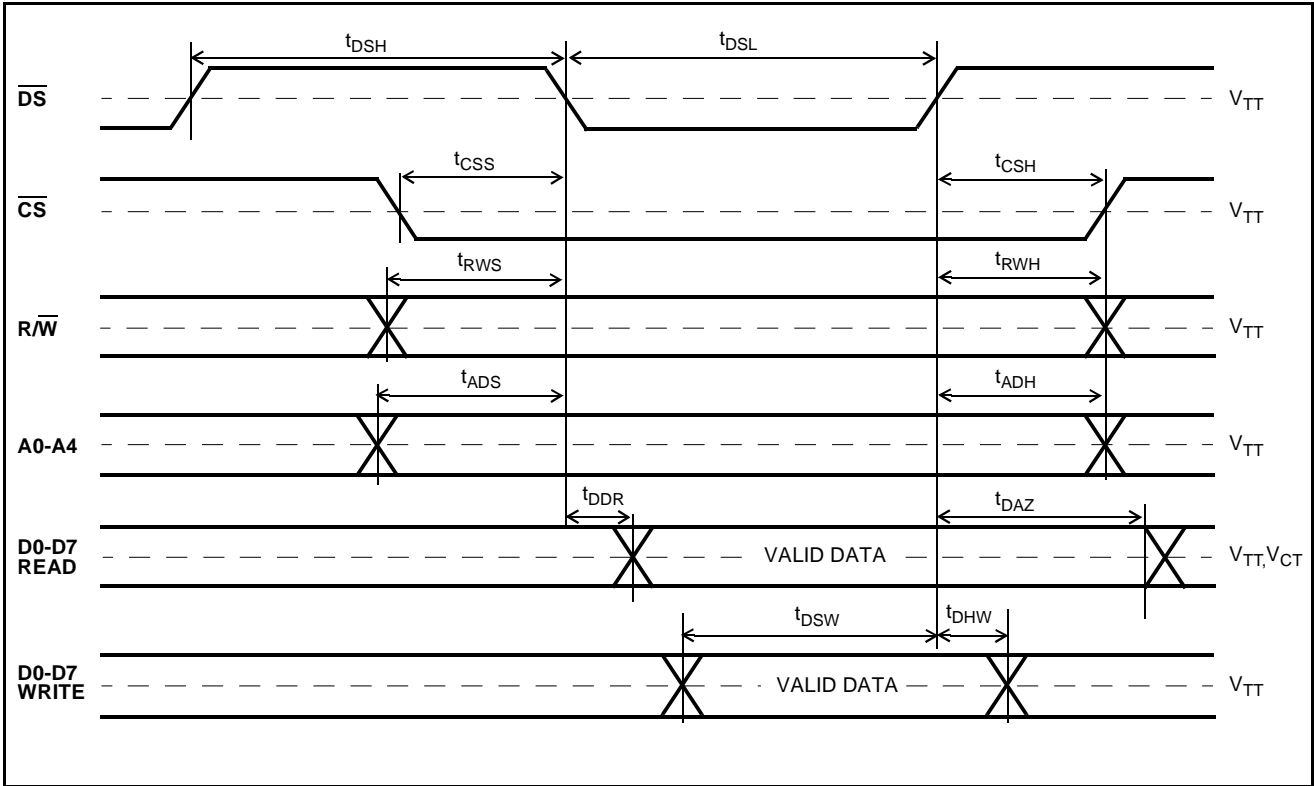 tDSH tDSL
DS VTT
tCSS tCSH
CS VTT
tRWS tRWH
R/W VTT
tADS tADH
A0-A4 VTT
tDDR tDAZ
D0-D7
READ VALID DATA VTT,VCT
tDSW tDHW
D0-D7
WRITE VALID DATA VTT